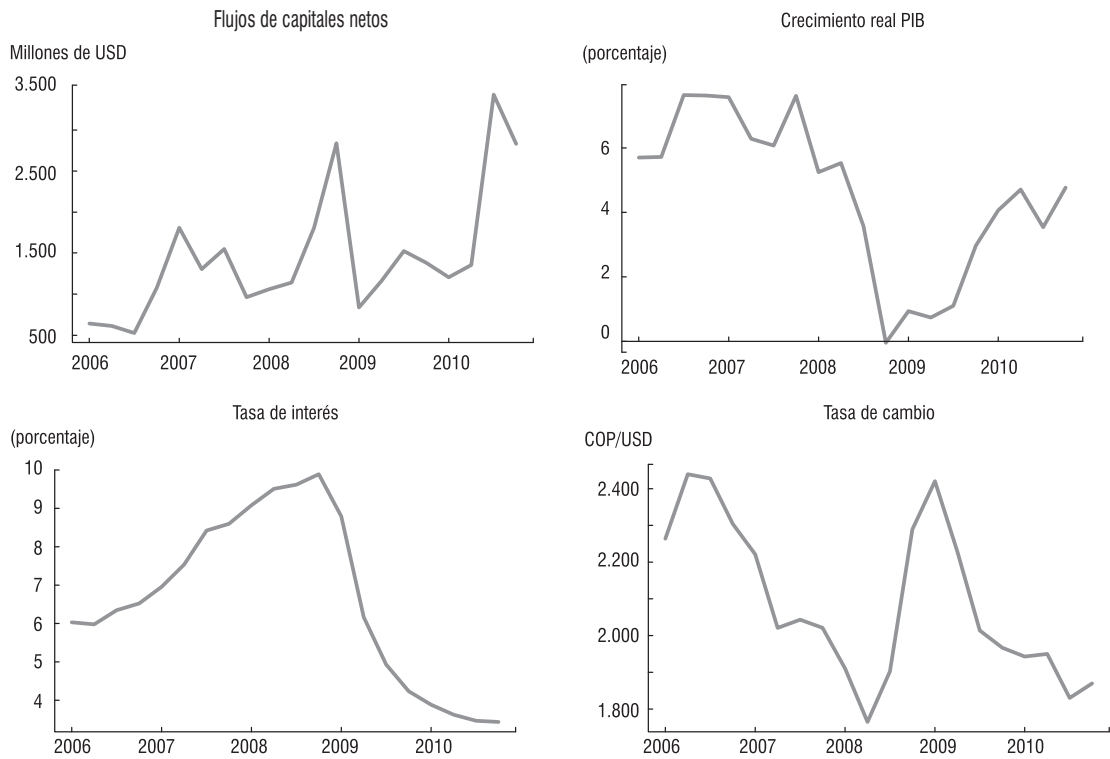 Flujos de capitales netos
Millones de USD
3.500
2.500
1.500
500
2006 2007 2008 2009 2010
Crecimiento real PIB
(porcentaje)
6
4
2
0
2006 2007 2008 2009 2010
Tasa de interés
(porcentaje)
10
9
8
7
6
5
4
2006 2007 2008 2009 2010
Tasa de cambio
COP/USD
2.400
2.200
2.000
1.800
2006 2007 2008 2009 2010